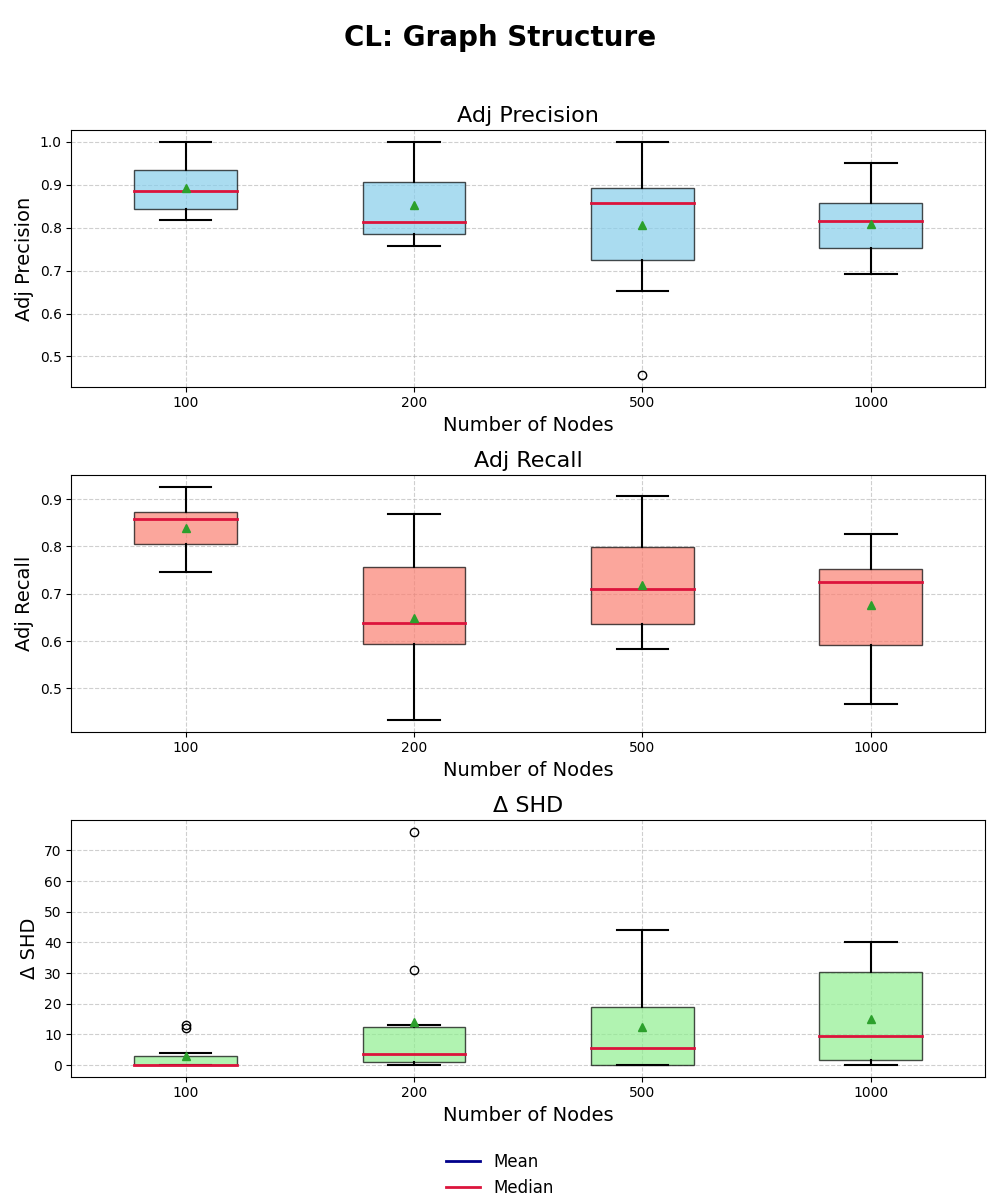 CL: Graph Structure
Adj Precision
Adj Precision
1.0
0.9
0.8
0.7
0.6
0.5
100 200 500 1000
Number of Nodes
Adj Recall
Adj Recall
0.9
0.8
0.7
0.6
0.5
100 200 500 1000
Number of Nodes
Δ SHD
Δ SHD
70
60
50
40
30
20
10
0
100 200 500 1000
Number of Nodes
Mean
Median